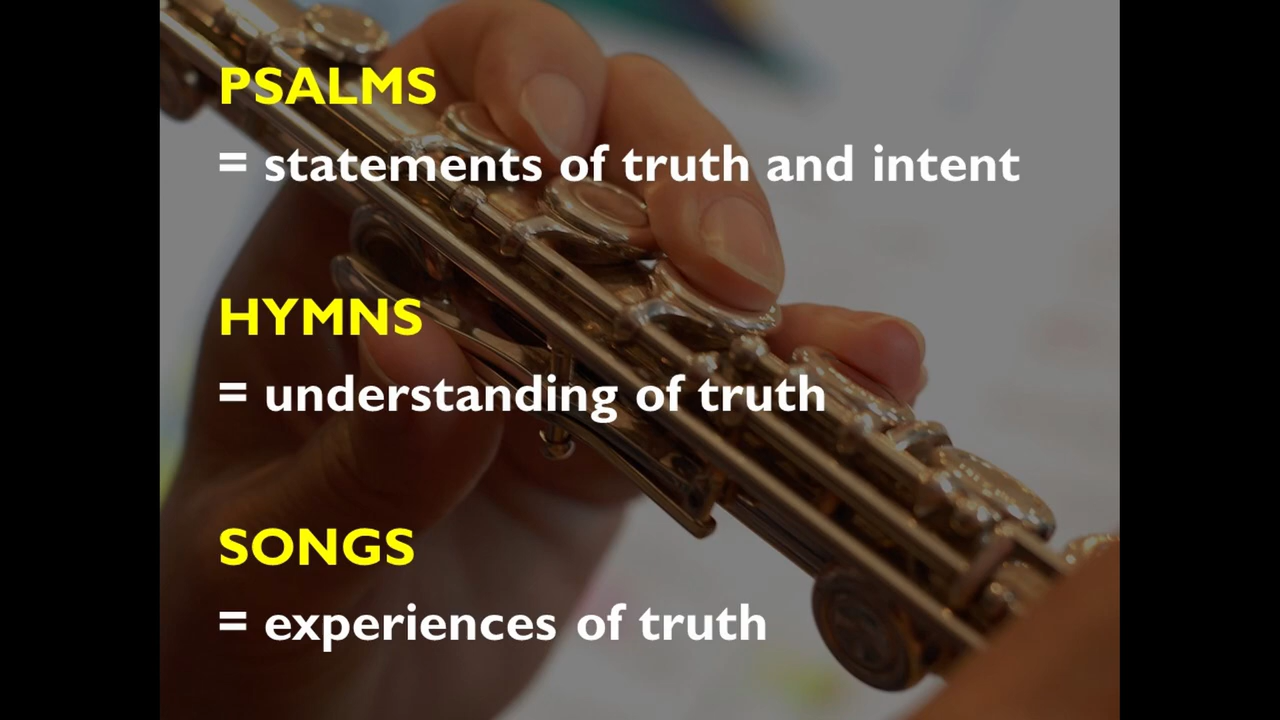 PSALMS
= statements of truth and intent
HYMNS
= understanding of truth
SONGS
= experiences of truth